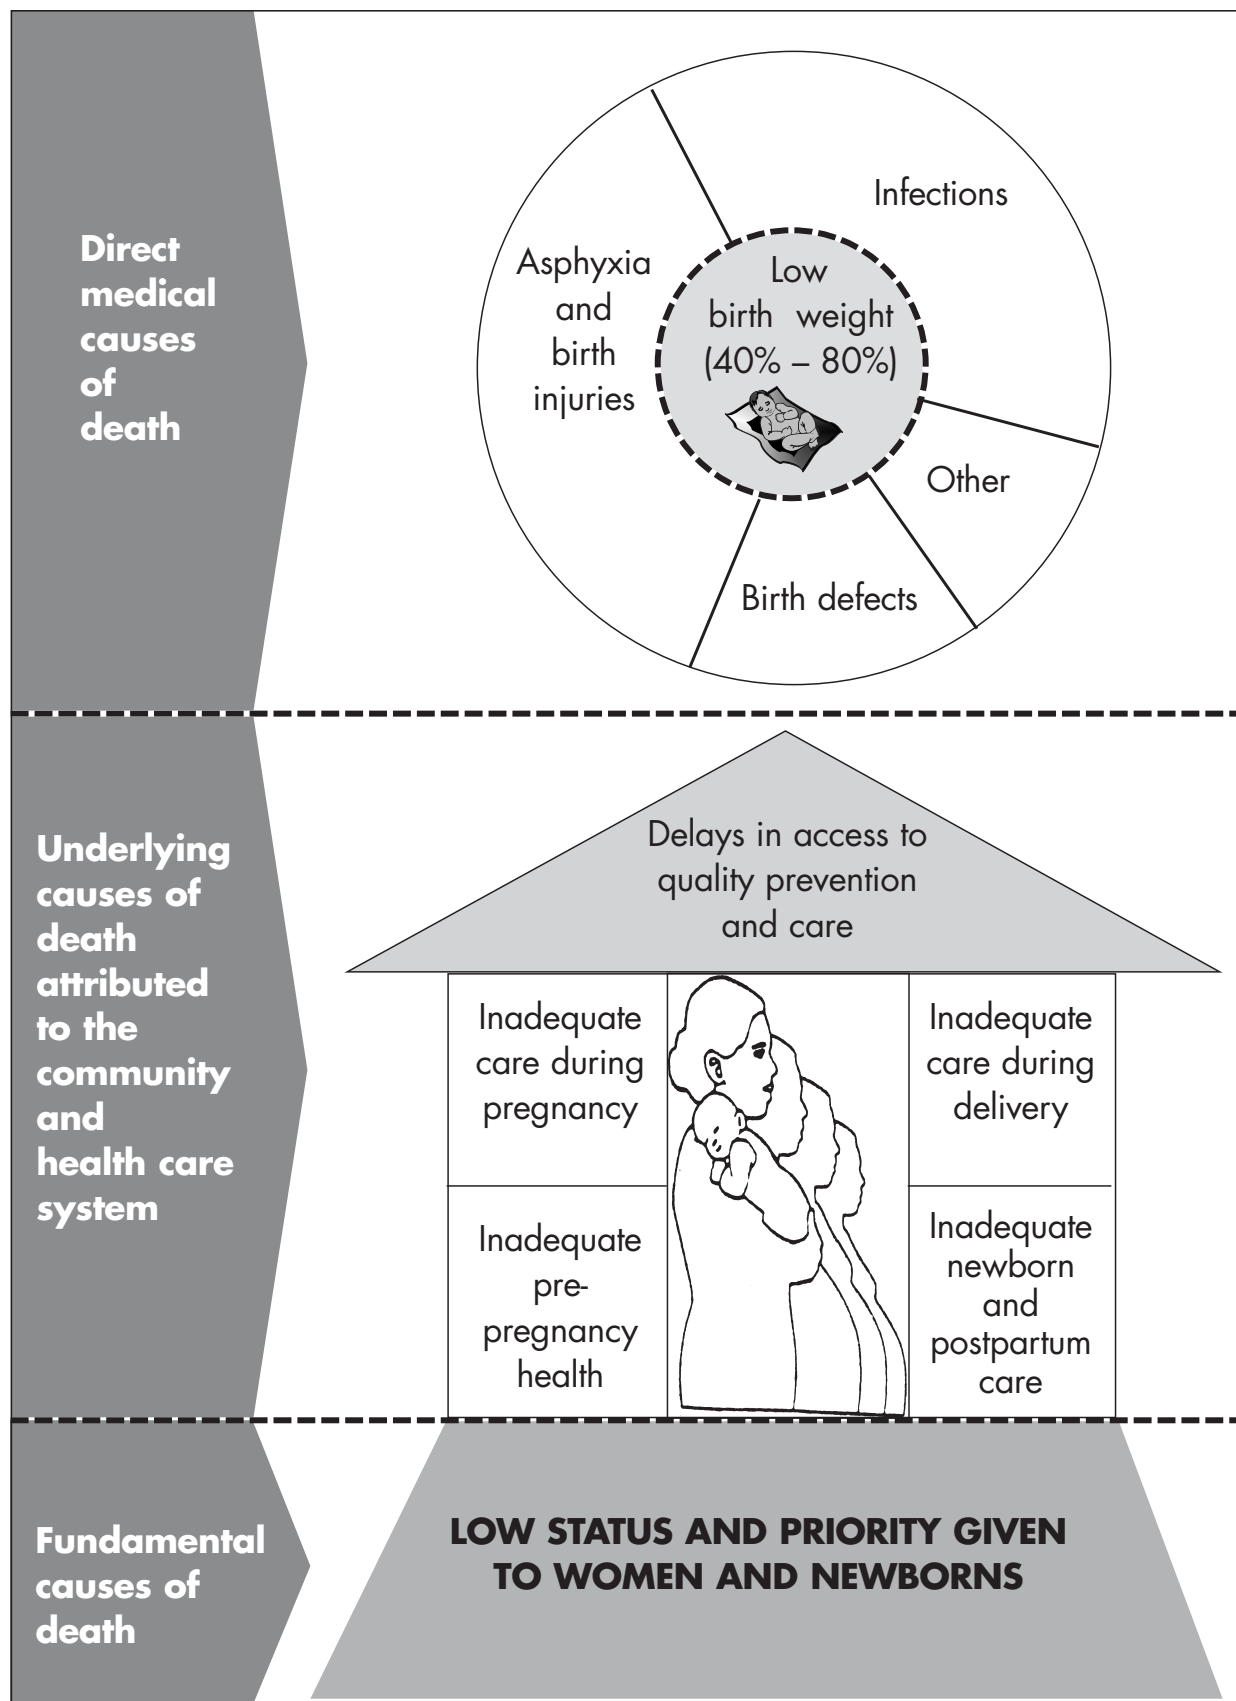 Direct
medical
causes
of
death
Infections
Asphyxia
and
birth
injuries
Low
birth weight
(40% – 80%)
Other
Birth defects
Underlying
causes of
death
attributed
to the
community
and
health care
system
Delays in access to
quality prevention
and care
Inadequate
care during
pregnancy
Inadequate
care during
delivery
Inadequate
pre-
pregnancy
health
Inadequate
newborn
and
postpartum
care
Fundamental
causes of
death
LOW STATUS AND PRIORITY GIVEN
TO WOMEN AND NEWBORNS